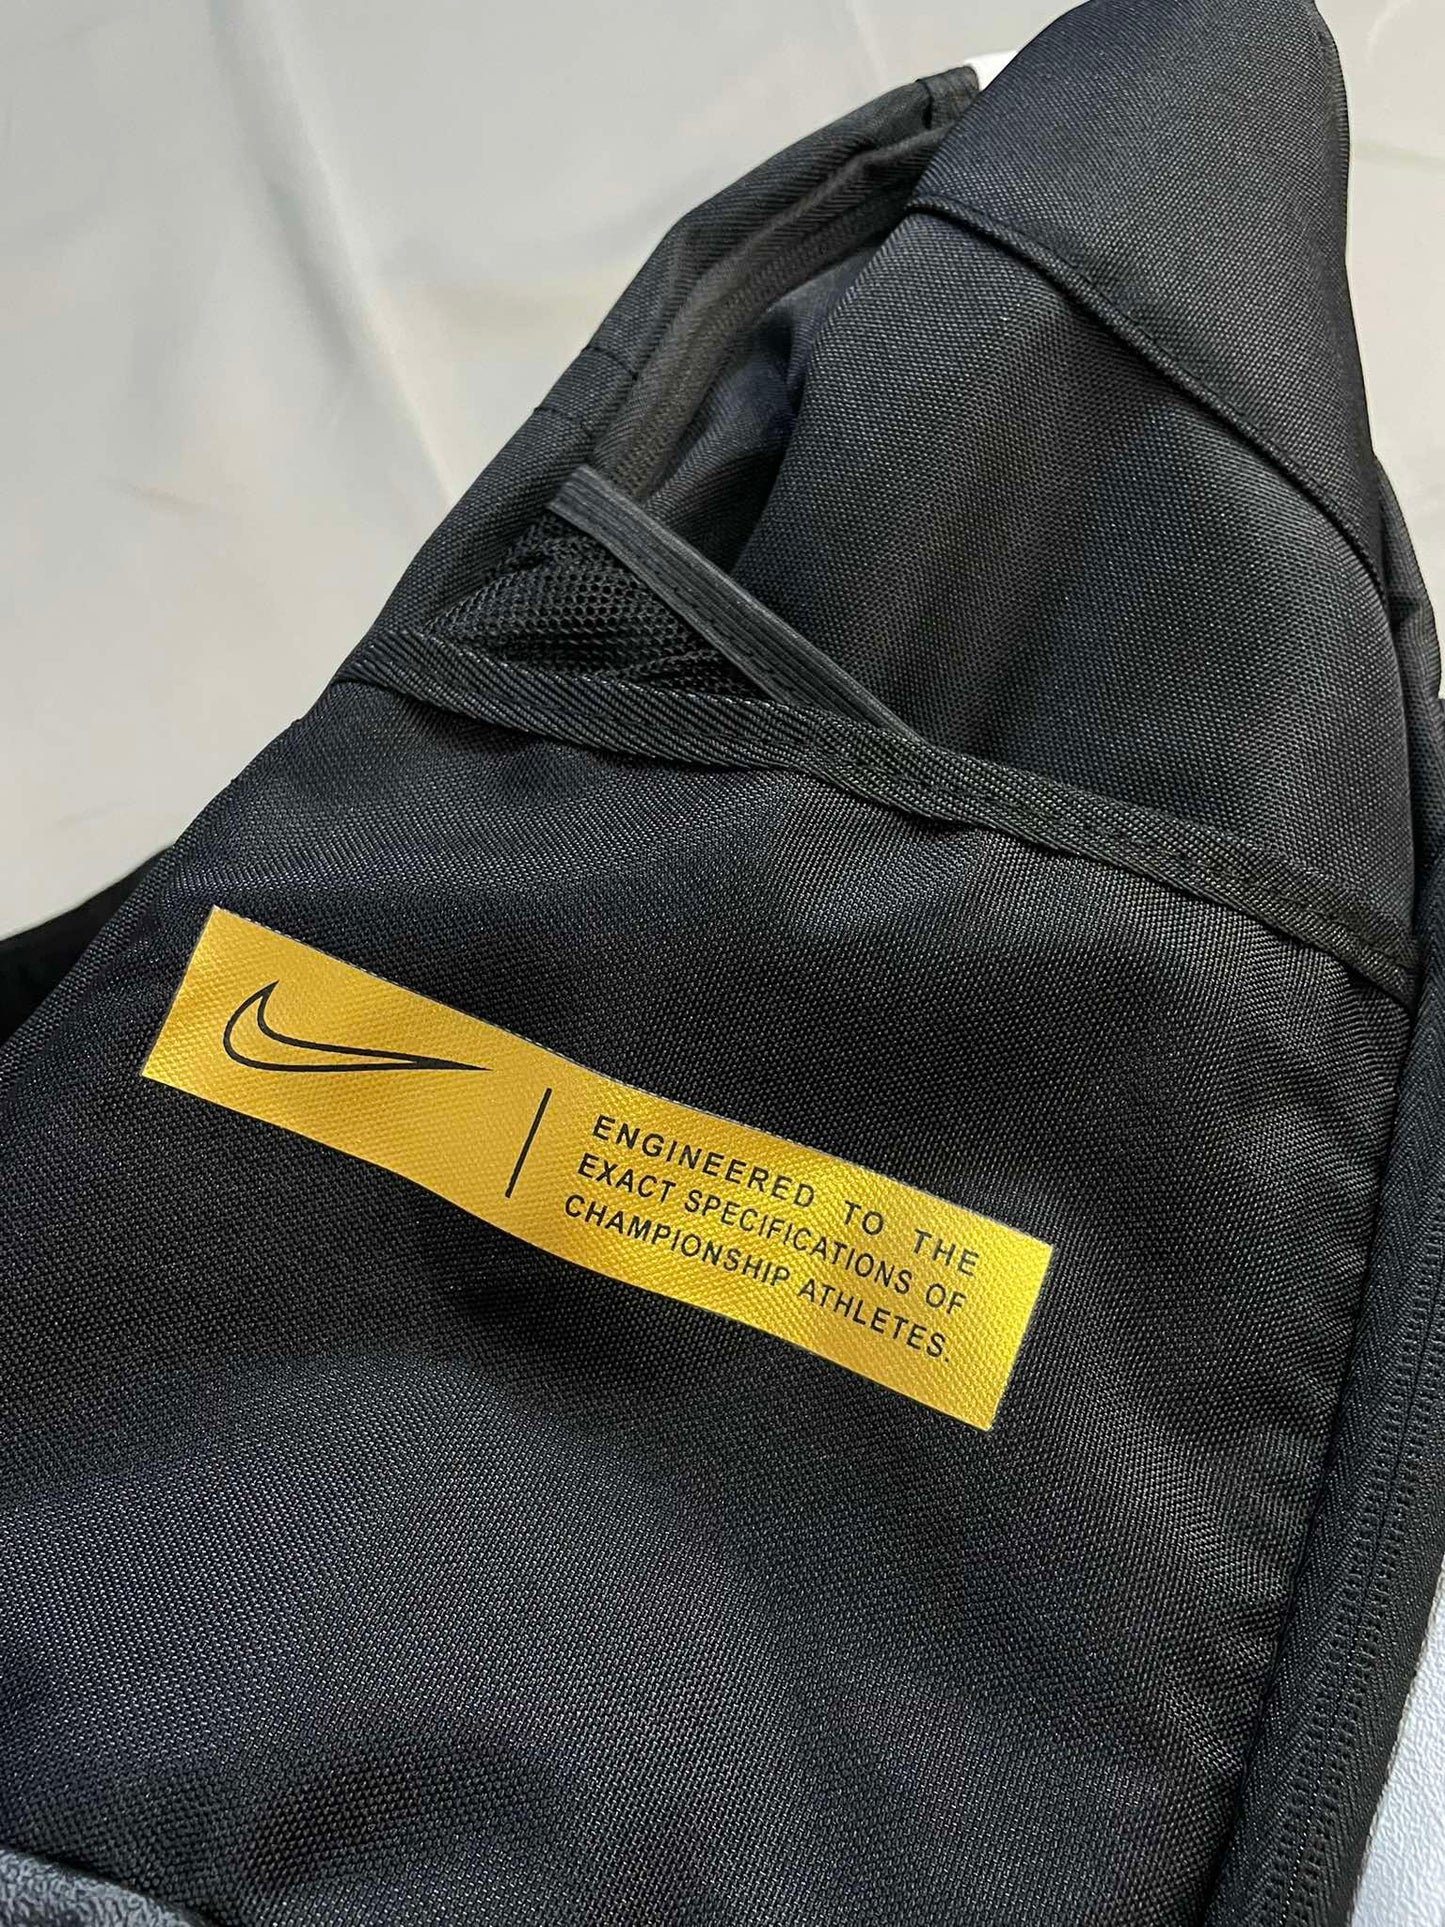 ENGINEERED TO THE
EXACT SPECIFICATIONS OF
CHAMPIONSHIP ATHLETES.